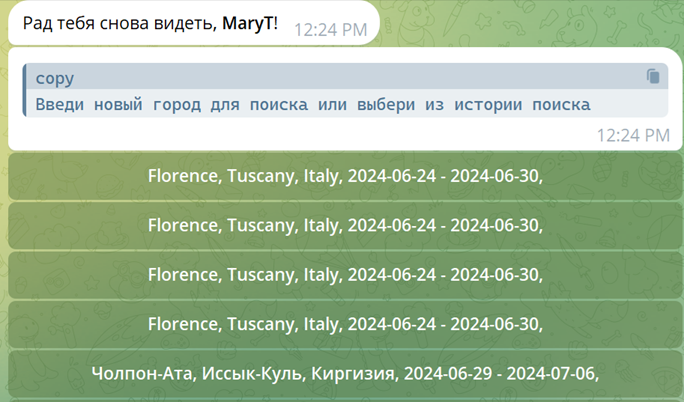 Рад тебя снова видеть, MaryT!
12:24 PM
copy
Введи новый город для поиска или выбери из истории поиска
12:24 PM
Florence, Tuscany, Italy, 2024-06-24 - 2024-06-30,
Florence, Tuscany, Italy, 2024-06-24 - 2024-06-30,
Florence, Tuscany, Italy, 2024-06-24 - 2024-06-30,
Florence, Tuscany, Italy, 2024-06-24 - 2024-06-30,
Чолпон-Ата, Иссык-Куль, Киргизия, 2024-06-29 - 2024-07-06,